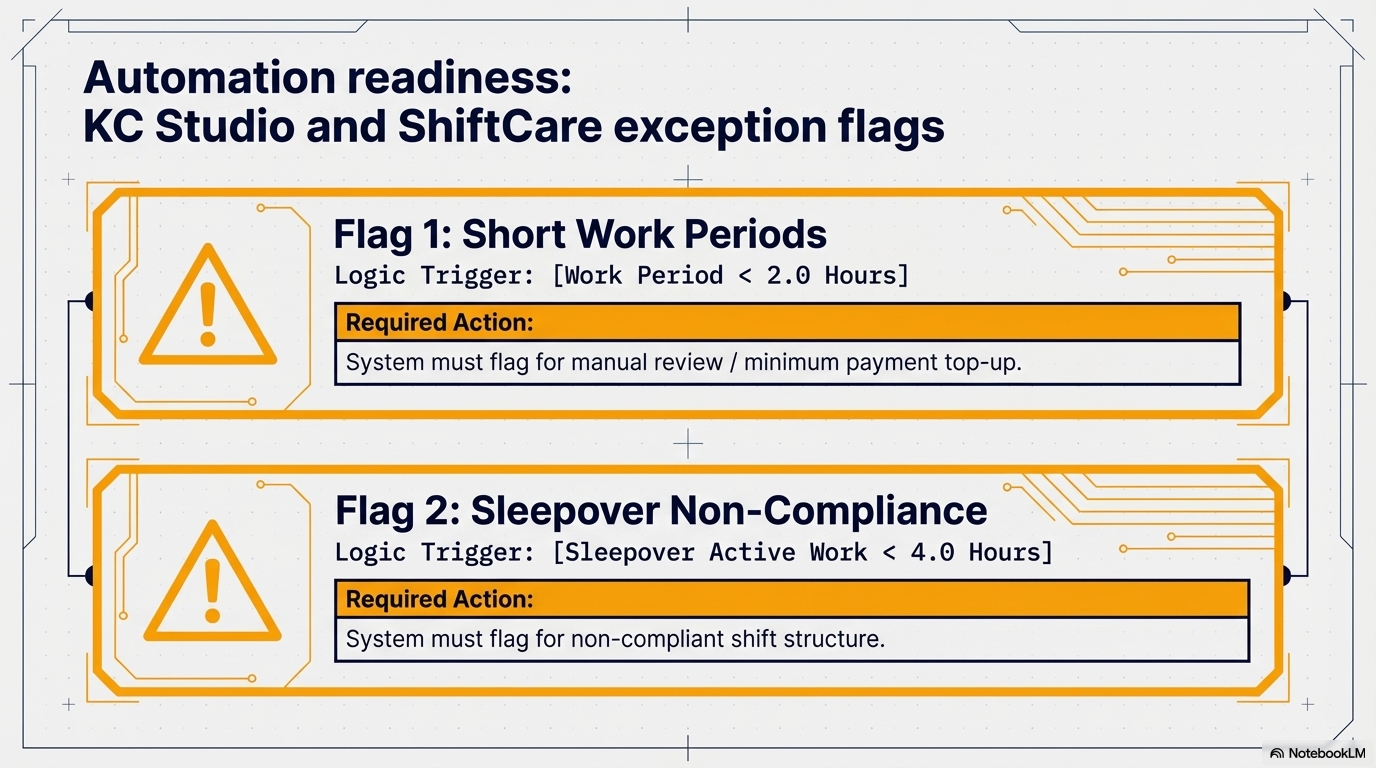 Automation readiness:
KC Studio and ShiftCare exception flags
Flag 1: Short Work Periods
Logic Trigger: [Work Period < 2.0 Hours]
Required Action:
System must flag for manual review / minimum payment top-up.
Flag 2: Sleepover Non-Compliance
Logic Trigger: [Sleepover Active Work < 4.0 Hours]
Required Action:
System must flag for non-compliant shift structure.
NotebookLM